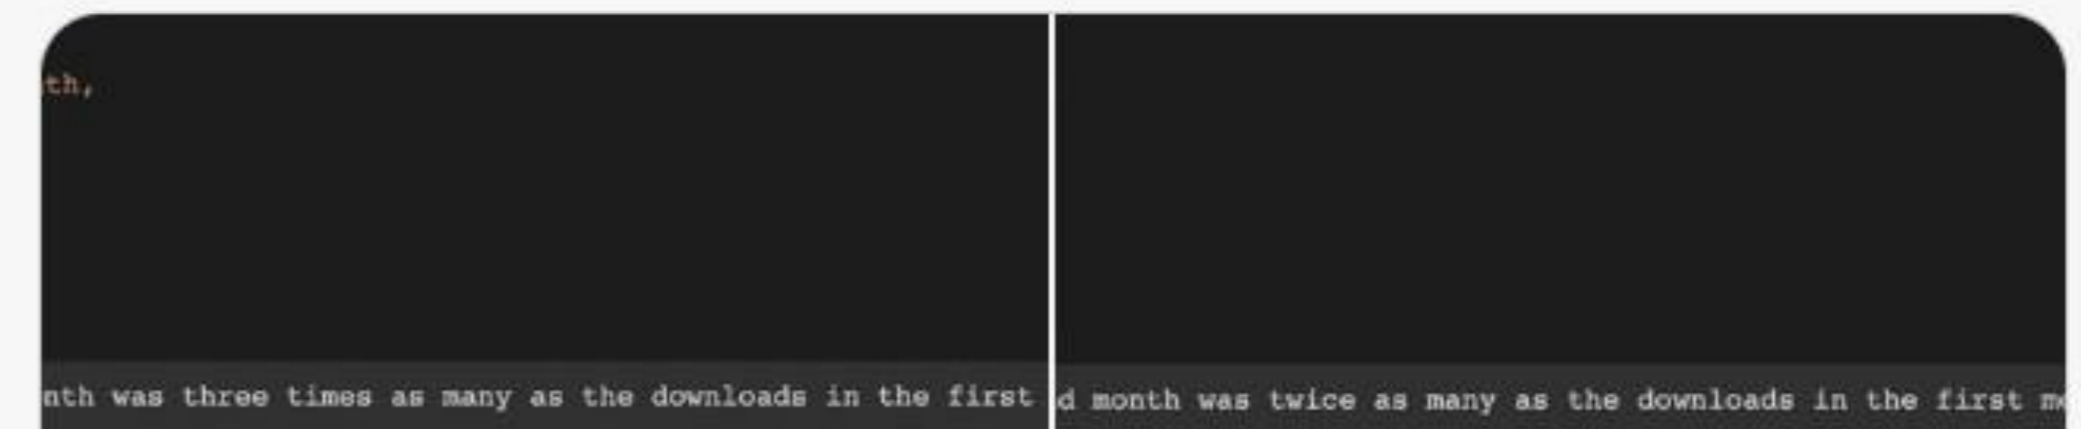 th,
nth was three times as many as the downloads in the first
d month was twice as many as the downloads in the first